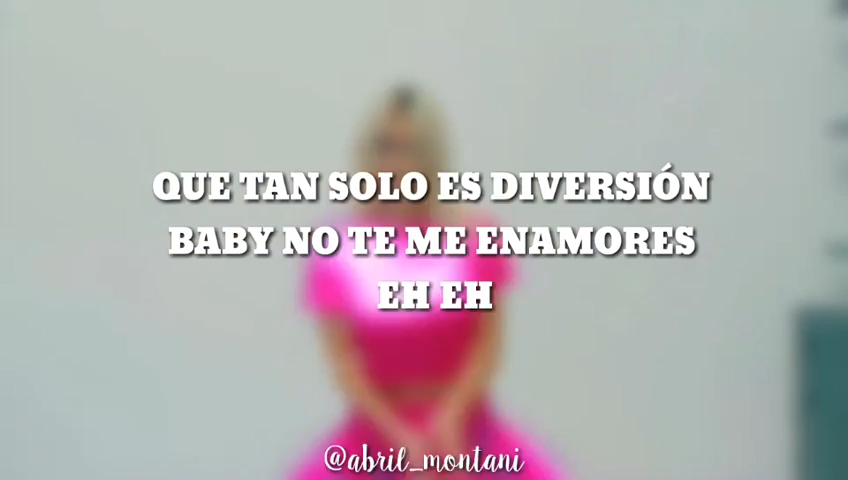 QUE TAN SOLO ES DIVERSIÓN
BABY NO TE ME ENAMORES
EH EH
@abril_montani